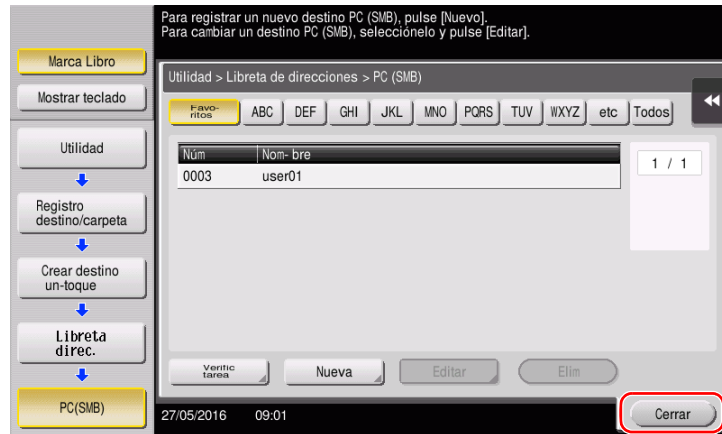 Para registrar un nuevo destino PC (SMB), pulse [Nuevo].
Para cambiar un destino PC (SMB), selecciónelo y pulse [Editar].
Marca Libro
Mostrar teclado
Utilidad
Registro
destino/carpeta
Crear destino
un-toque
Libreta
direc.
PC(SMB)
Utilidad > Libreta de direcciones > PC (SMB)
Favo-
ritos
ABC DEF GHI JKL MNO PQRS TUV WXYZ etc Todos
Núm Nom- bre
0003 user01
1 / 1
Verific
tarea
Nueva Editar Elim
27/05/2016 09:01
Cerrar